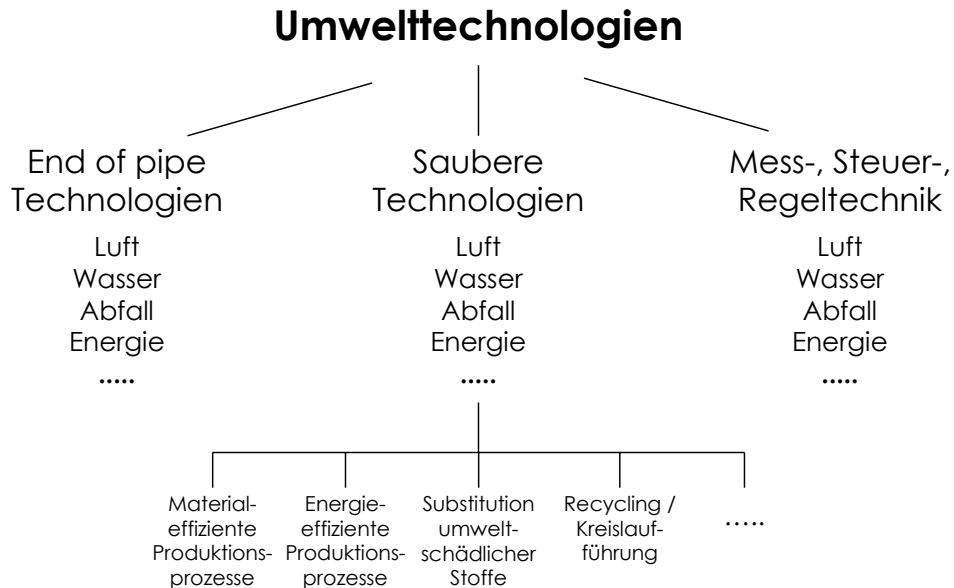 Umwelttechnologien
End of pipe
Technologien
Luft
Wasser
Abfall
Energie
.....
Saubere
Technologien
Luft
Wasser
Abfall
Energie
.....
Mess-, Steuer-,
Regeltechnik
Luft
Wasser
Abfall
Energie
.....
Material-
effiziente
Produktions-
prozesse
Energie-
effiziente
Produktions-
prozesse
Substitution
umwelt-
schädlicher
Stoffe
Recycling /
Kreislauf-
führung
.....